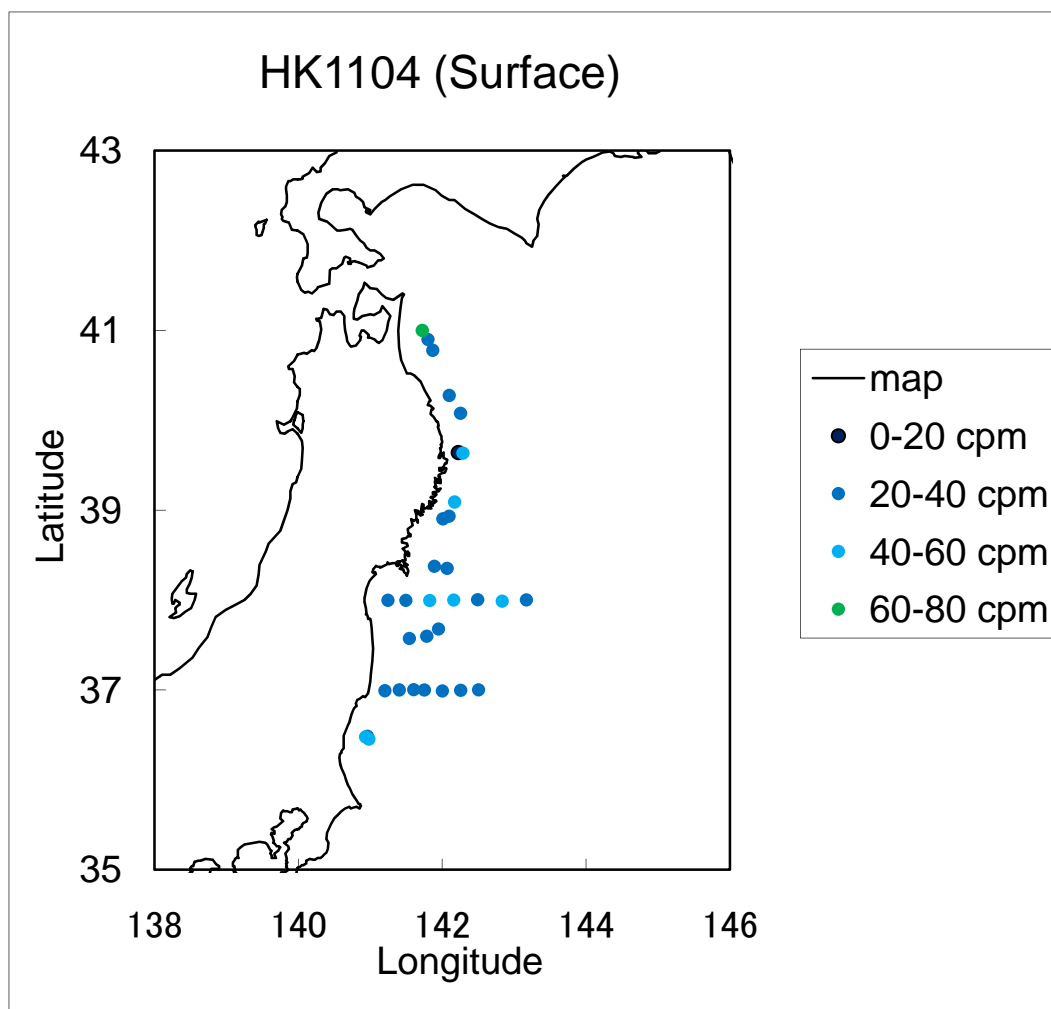 HK1104 (Surface)
43
41
39
37
35
Latitude
138 140 142 144 146
Longitude
map
0-20 cpm
20-40 cpm
40-60 cpm
60-80 cpm